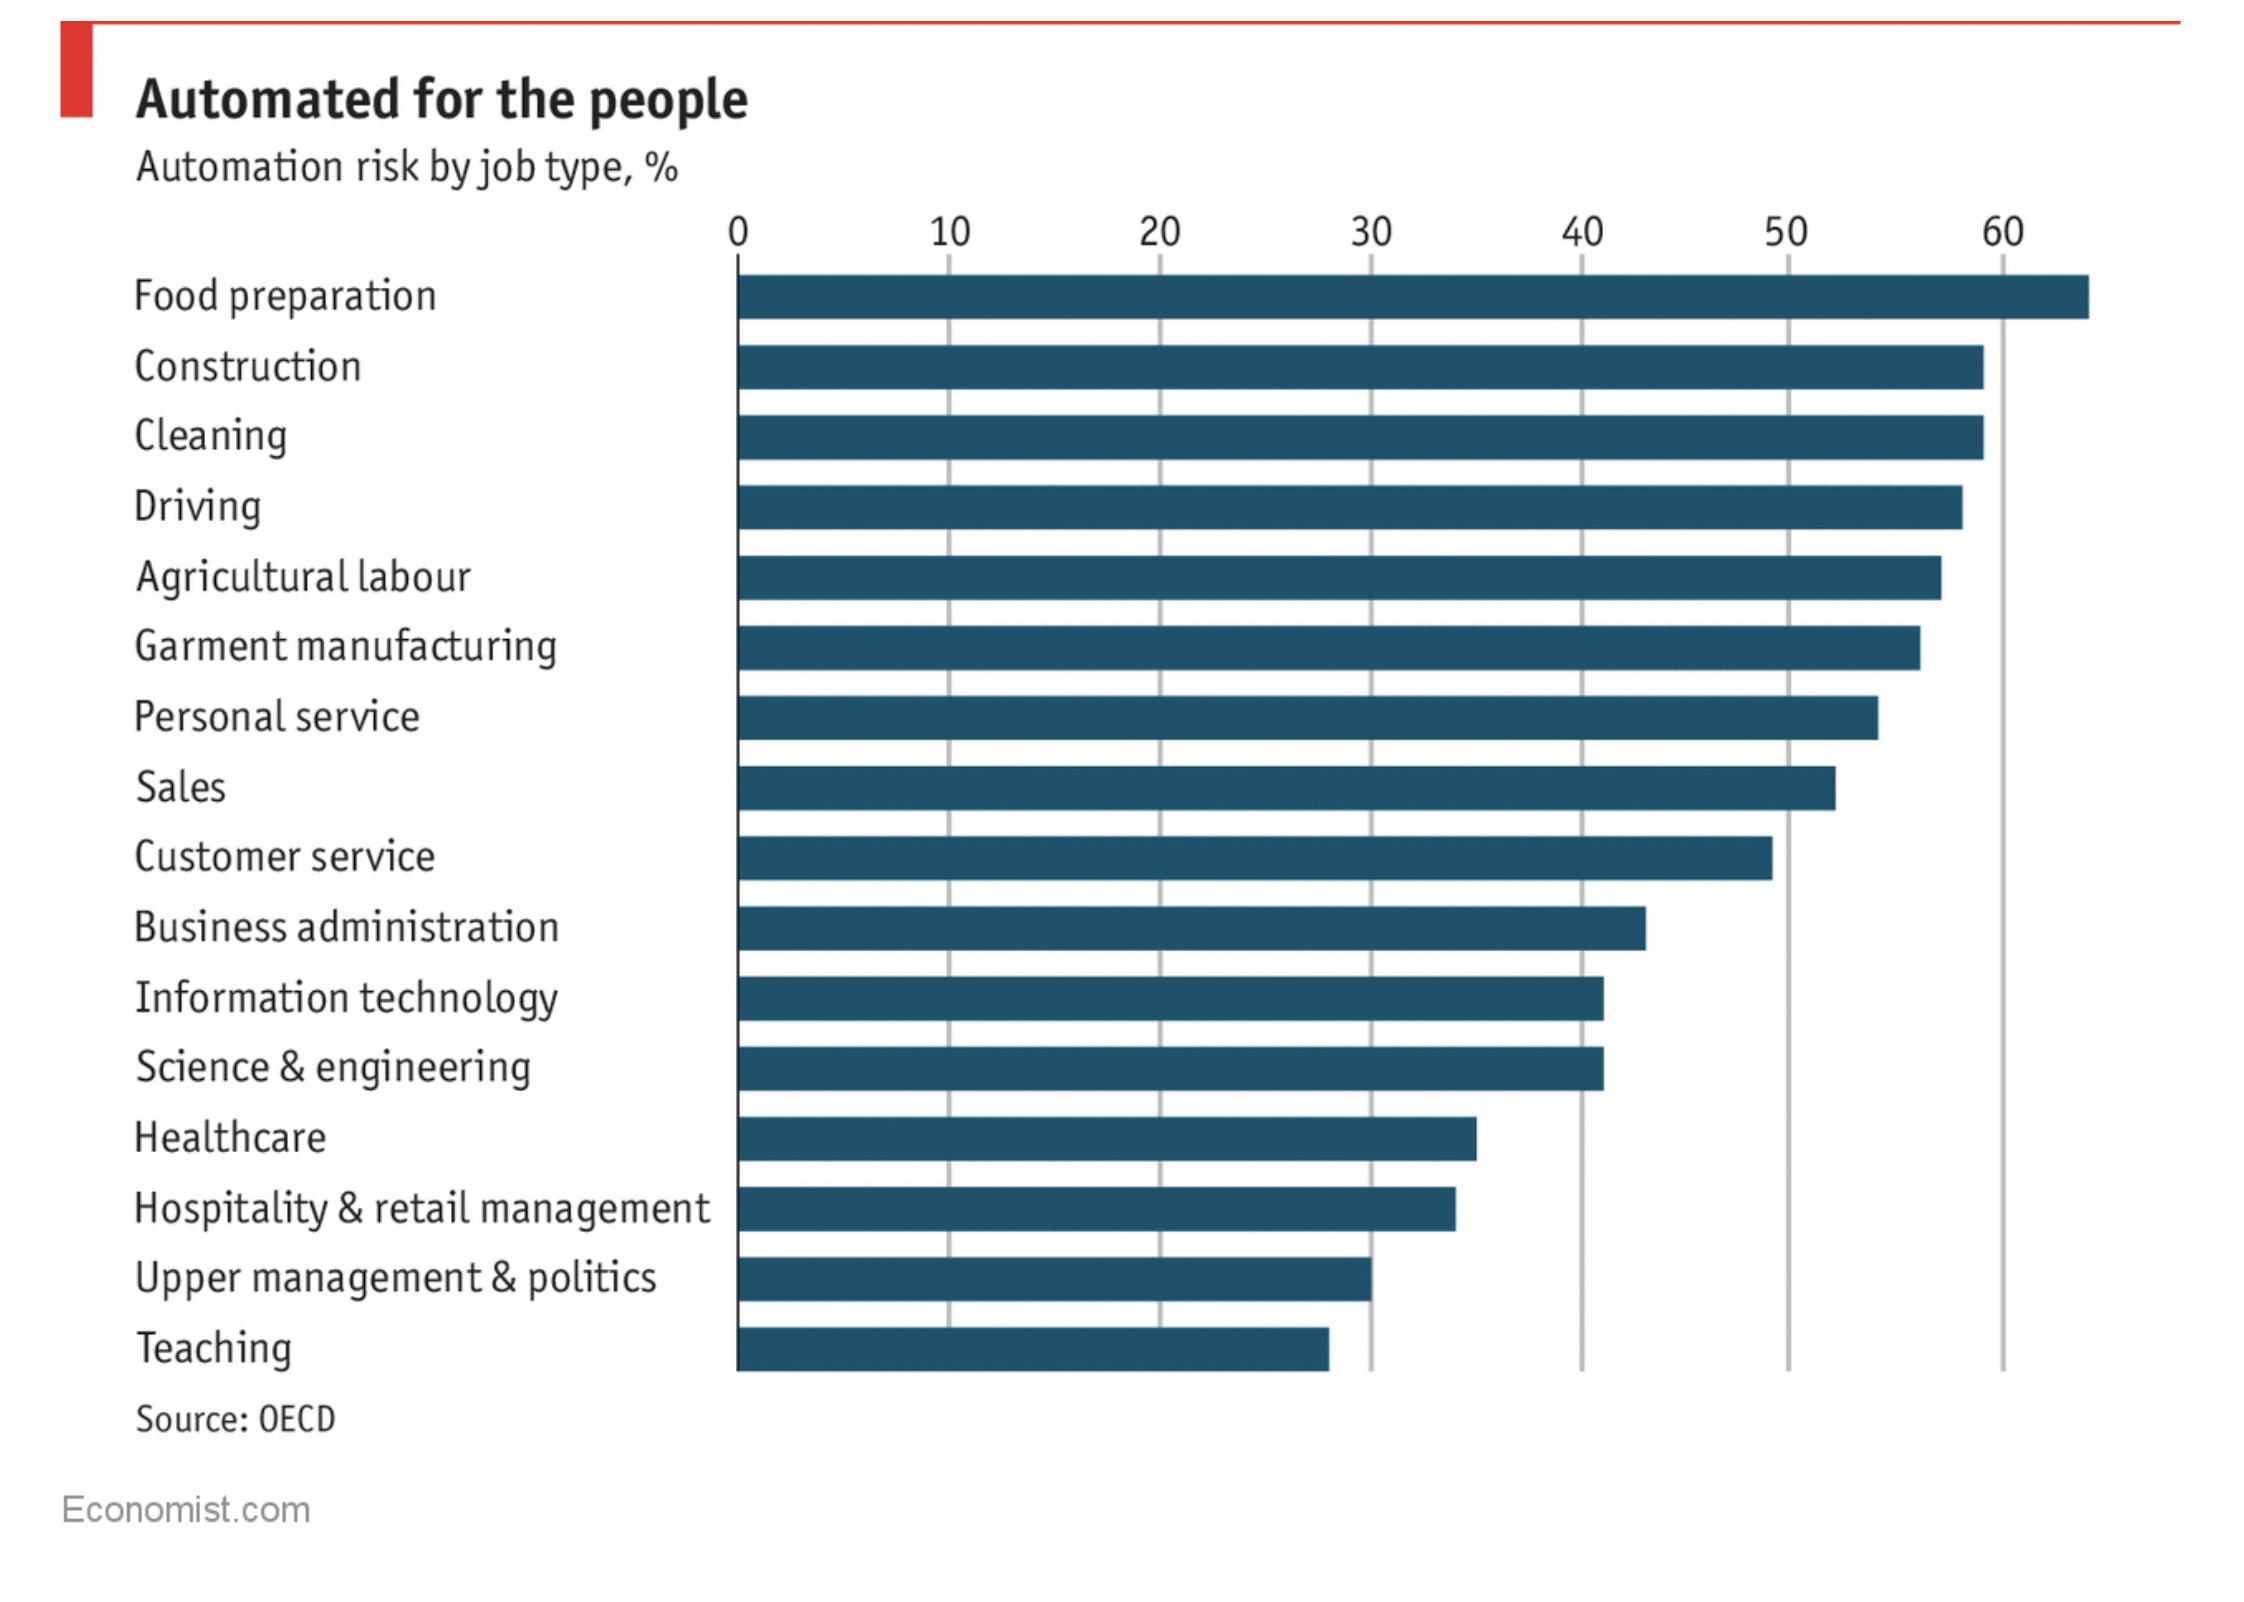 Automated for the people
Automation risk by job type, %
0 10 20 30 40 50 60
Food preparation
Construction
Cleaning
Driving
Agricultural labour
Garment manufacturing
Personal service
Sales
Customer service
Business administration
Information technology
Science & engineering
Healthcare
Hospitality & retail management
Upper management & politics
Teaching
Source: OECD
Economist.com